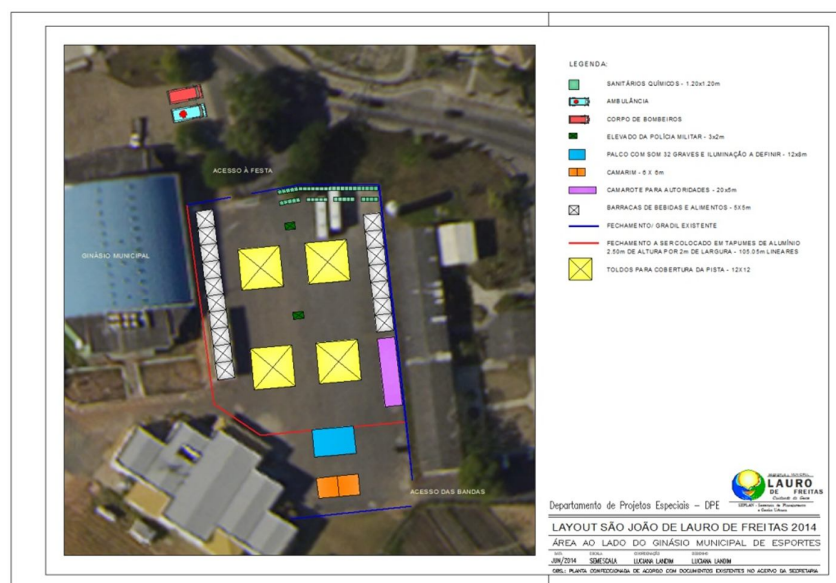 LEGENDA:
SANITÁRIOS QUÍMICOS - 1.20x1.20m
AMBULÂNCIA
CORPO DE BOMBEIROS
ELEVADO DA POLÍCIA MILITAR - 3x2m
PALCO COM SOM 32 GRAVES E ILUMINAÇÃO A DEFINIR - 12x8m
CAMARIM - 6 X 6m
CAMAROTE PARA AUTORIDADES - 20x5m
BARRACAS DE BEBIDAS E ALIMENTOS - 5X5m
FECHAMENTO/ GRADIL EXISTENTE
FECHAMENTO A SER COLOCADO EM TAPUMES DE ALUMÍNIO
2.50m DE ALTURA POR 2m DE LARGURA - 105.05m LINEARES
TOLDOS PARA COBERTURA DA PISTA - 12X12
ACESSO À FESTA
GINÁSIO MUNICIPAL
ACESSO DAS BANDAS
LAURO
DE FREITAS
Departamento de Projetos Especiais - DPE
LAYOUT SÃO JOÃO DE LAURO DE FREITAS 2014
ÁREA AO LADO DO GINÁSIO MUNICIPAL DE ESPORTES
JUN/2014 SEMESCALA LUCIANA LANDIM LUCIANA LANDIM
OBS.: PLANTA CONFECCIONADA DE ACORDO COM DOCUMENTOS EXISTENTES NO ACERVO DA SECRETARIA